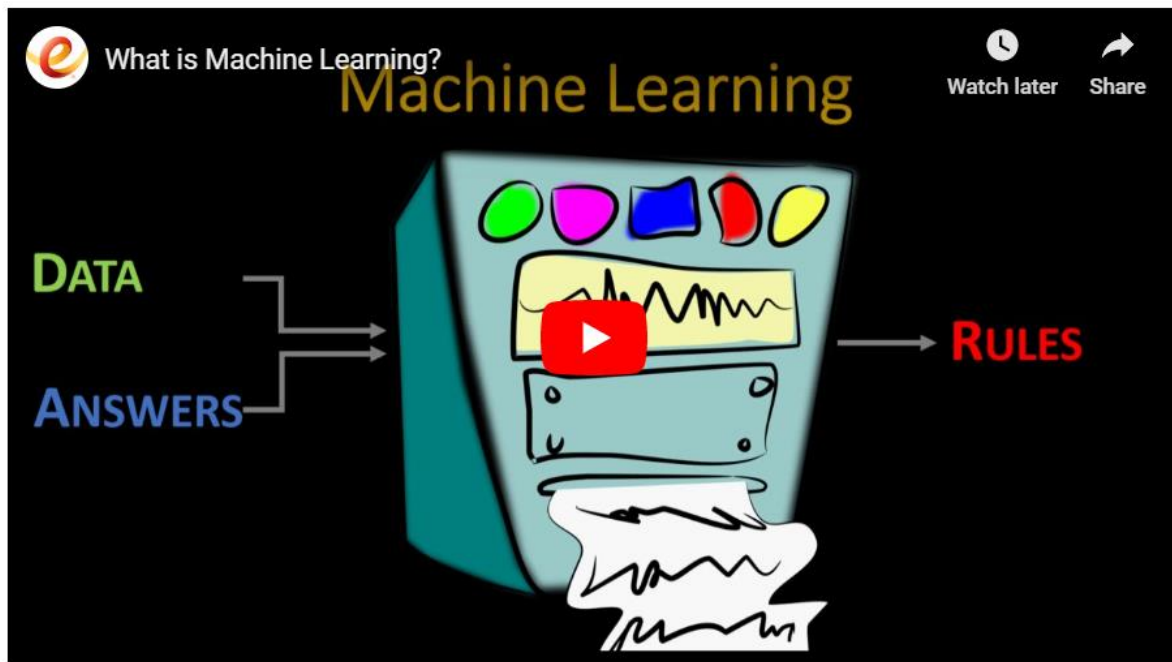 What is Machine Learning?
Watch later
Share
Machine Learning
DATA
ANSWERS
RULES